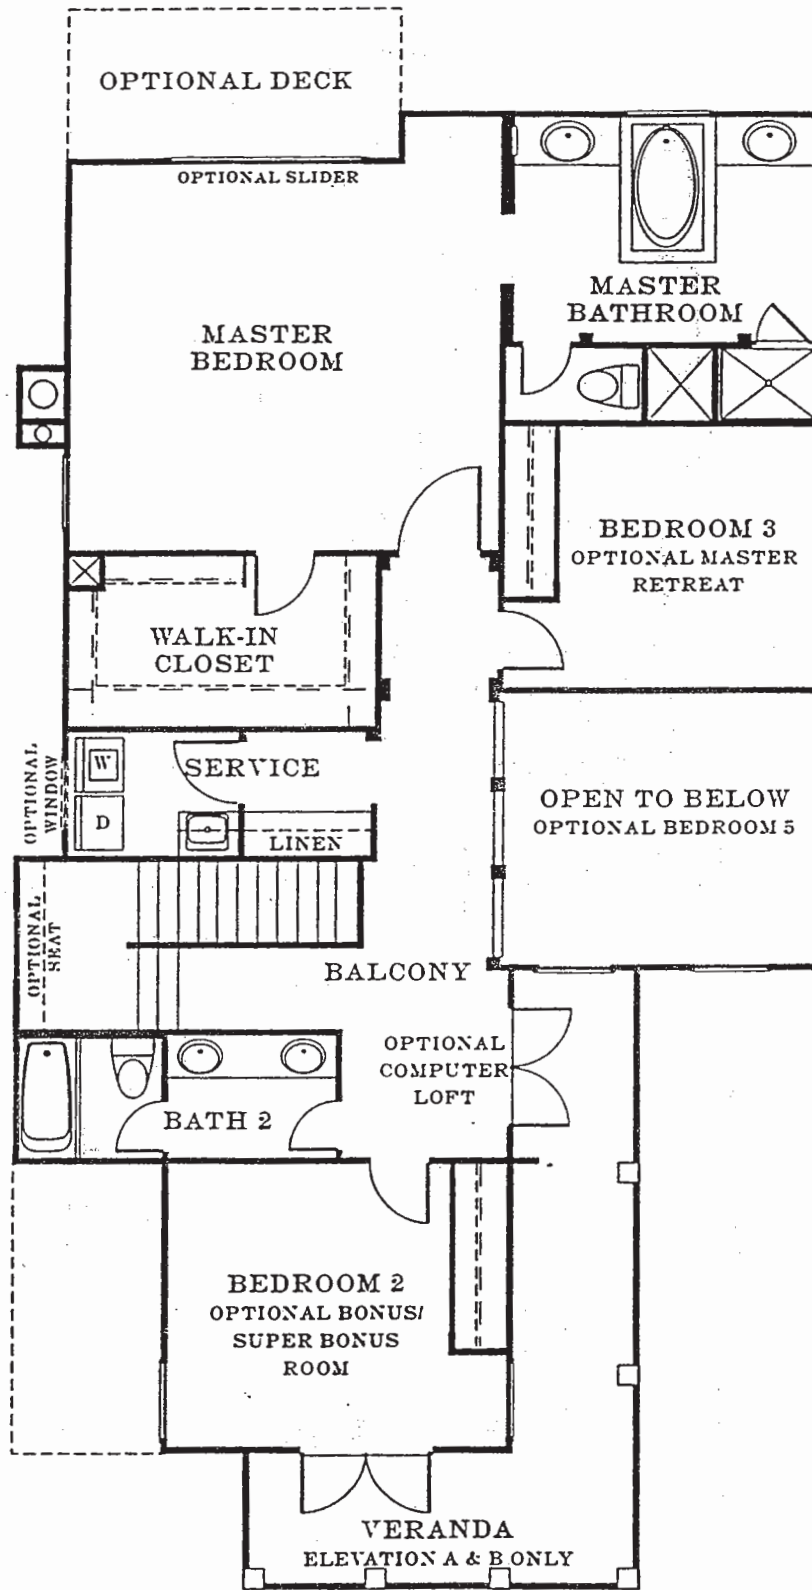 OPTIONAL DECK
OPTIONAL SLIDER
MASTER
BATHROOM
MASTER
BEDROOM
BEDROOM 3
OPTIONAL MASTER
RETREAT
WALK-IN
CLOSET
OPTIONAL
WINDOW
W
D
SERVICE
LINEN
OPEN TO BELOW
OPTIONAL BEDROOM 5
OPTIONAL
SEAT
BALCONY
OPTIONAL
COMPUTER
LOFT
BATH 2
BEDROOM 2
OPTIONAL BONUS/
SUPER BONUS
ROOM
VERANDA
ELEVATION A & B ONLY